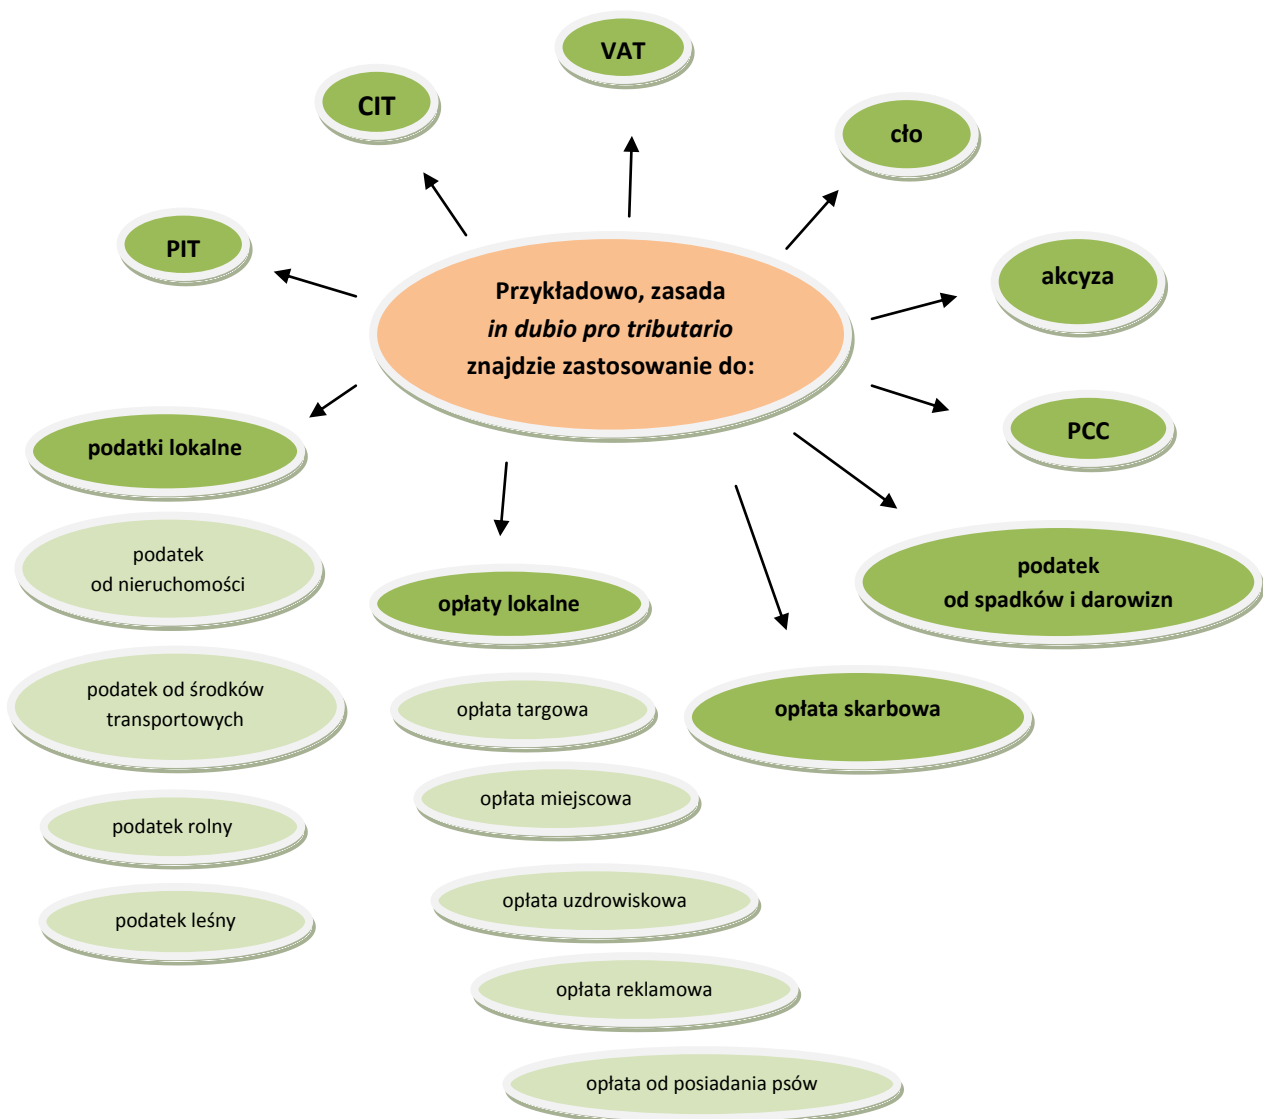 VAT
CIT
cło
PIT
akcyza
Przykładowo, zasada
in dubio pro tributario
znajdzie zastosowanie do:
PCC
podatki lokalne
podatek
od nieruchomości
podatek od środków
transportowych
podatek rolny
podatek leśny
opłaty lokalne
opłata targowa
opłata miejscowa
opłata uzdrowiskowa
opłata reklamowa
opłata od posiadania psów
opłata skarbowa
podatek
od spadków i darowizn